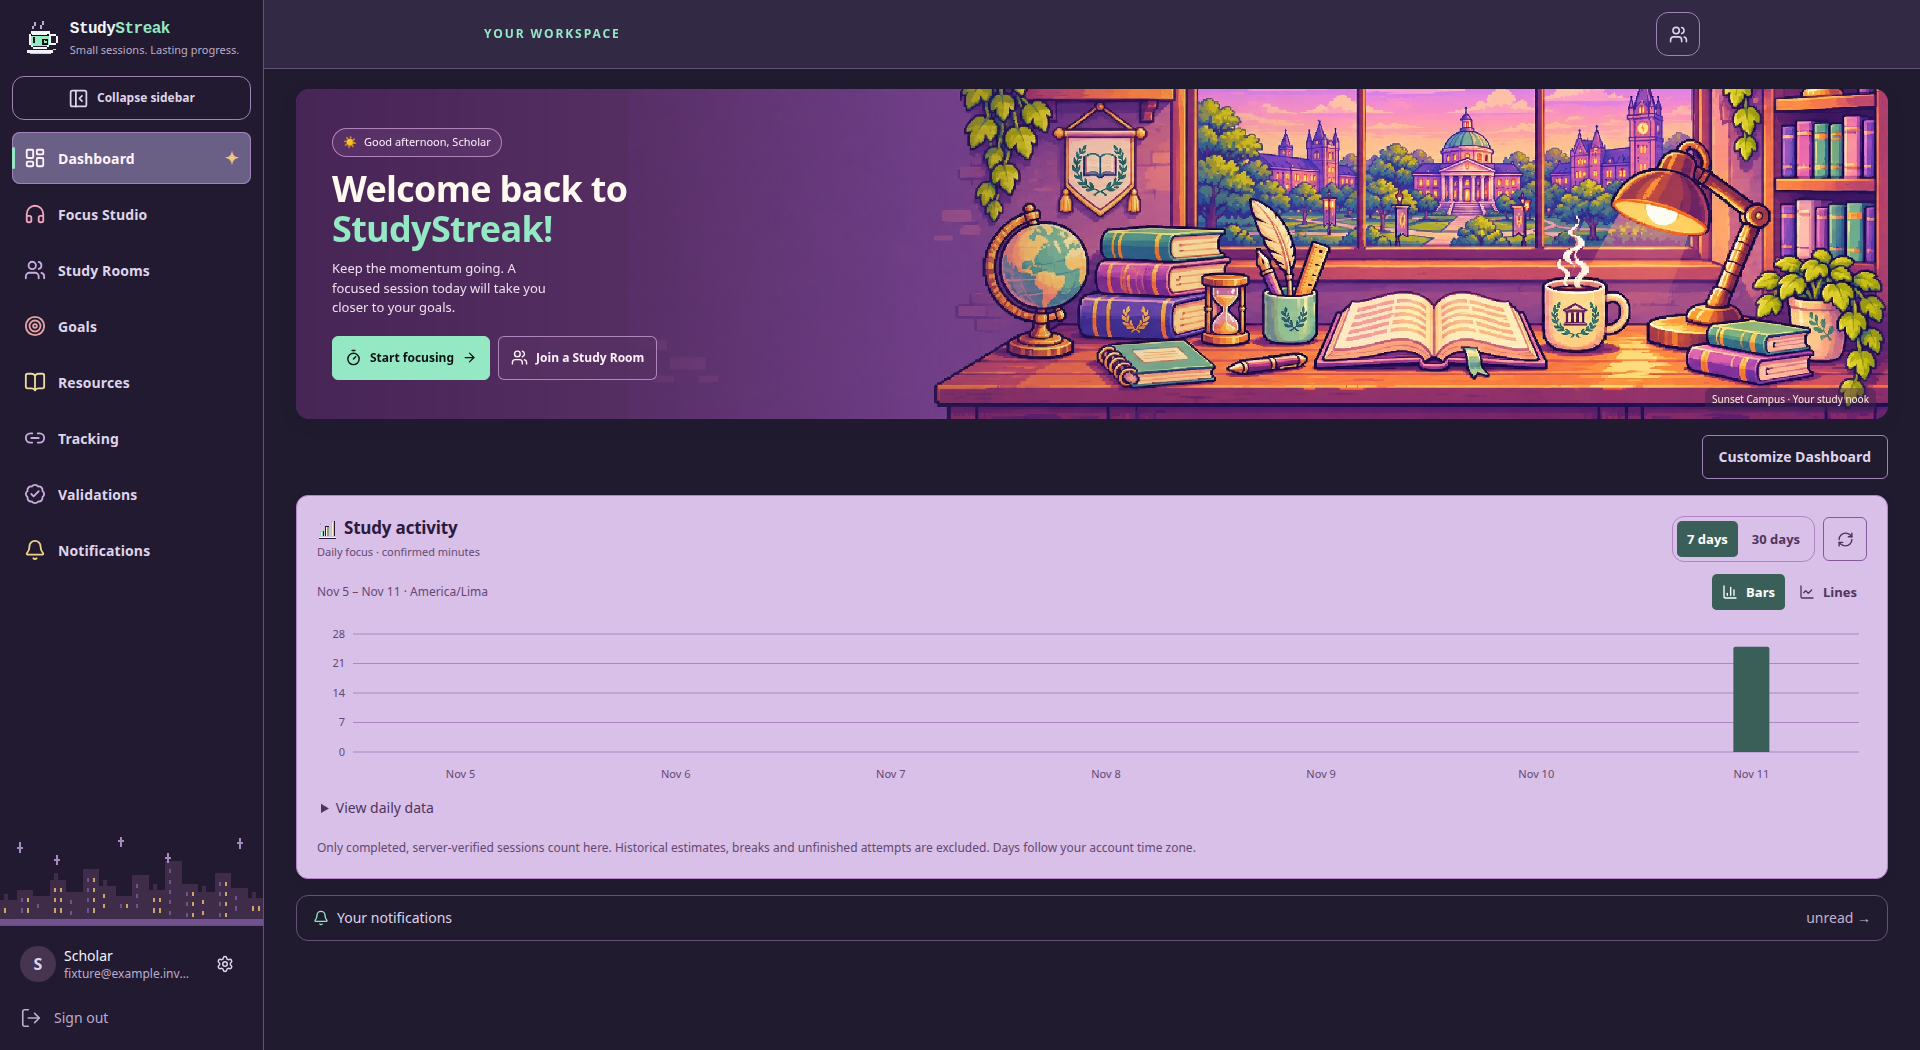 StudyStreak
Small sessions. Lasting progress.
Collapse sidebar
Dashboard
Focus Studio
Study Rooms
Goals
Resources
Tracking
Validations
Notifications
S
Scholar
fixture@example.inv...
Sign out
YOUR WORKSPACE
Good afternoon, Scholar
Welcome back to
StudyStreak!
Keep the momentum going. A
focused session today will take you
closer to your goals.
Start focusing
Join a Study Room
Sunset Campus · Your study nook
Customize Dashboard
Study activity
Daily focus · confirmed minutes
7 days
30 days
Nov 5 – Nov 11 · America/Lima
Bars
Lines
28
21
14
7
0
Nov 5
Nov 6
Nov 7
Nov 8
Nov 9
Nov 10
Nov 11
View daily data
Only completed, server-verified sessions count here. Historical estimates, breaks and unfinished attempts are excluded. Days follow your account time zone.
Your notifications
unread →